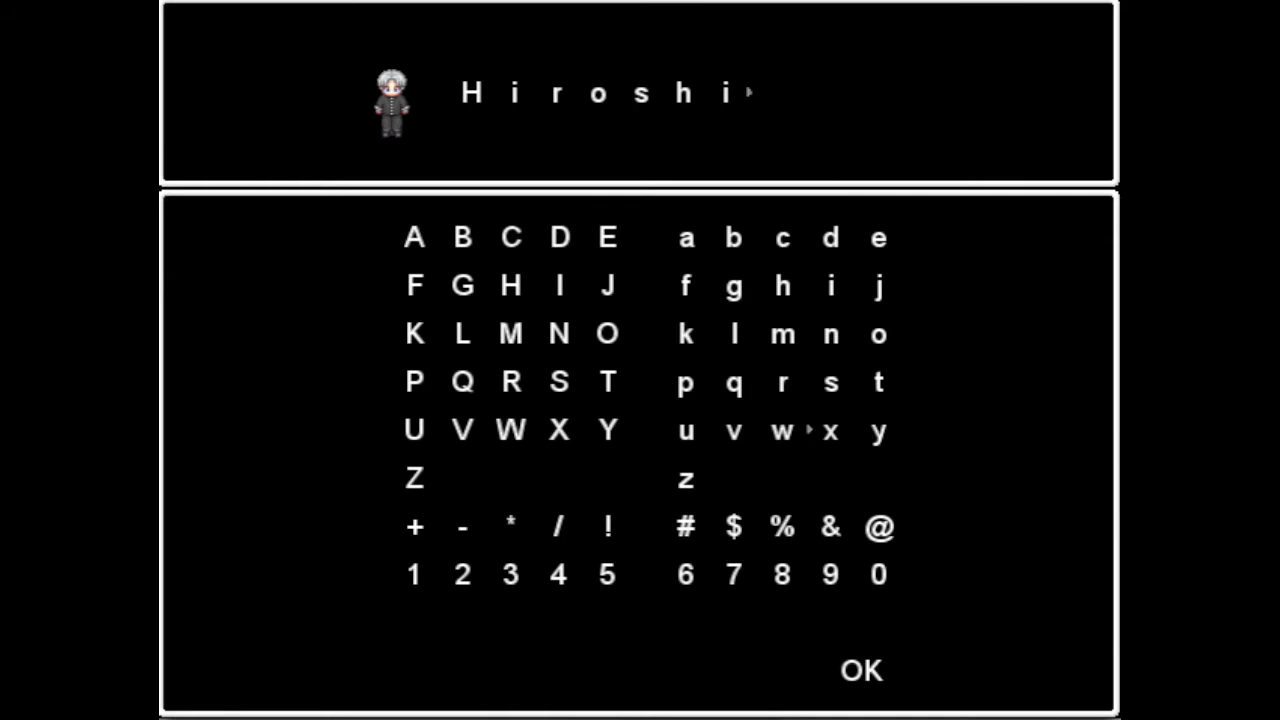 Hiroshi
A B C D E a b c d e
F G H I J f g h i j
K L M N O k l m n o
P Q R S T p q r s t
U V W X Y u v w x y
Z z
+ - * / ! # $ % & @
1 2 3 4 5 6 7 8 9 0
OK